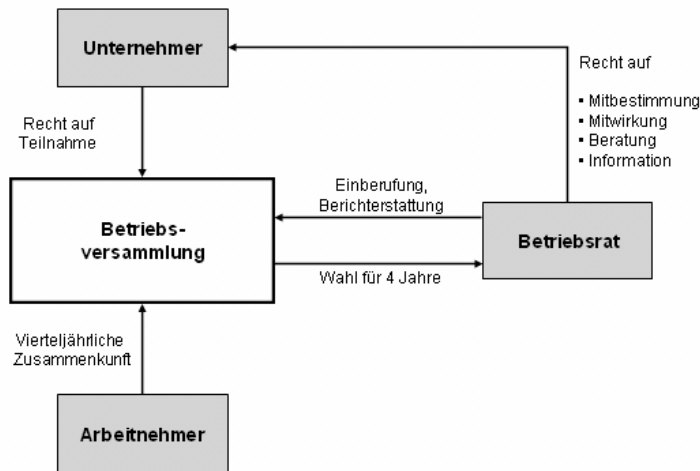 Unternehmer
Recht auf
▪ Mitbestimmung
▪ Mitwirkung
▪ Beratung
▪ Information
Recht auf
Teilnahme
Einberufung,
Berichterstattung
Betriebs-
versammlung
Betriebsrat
Wahl für 4 Jahre
Vierteljährliche
Zusammenkunft
Arbeitnehmer